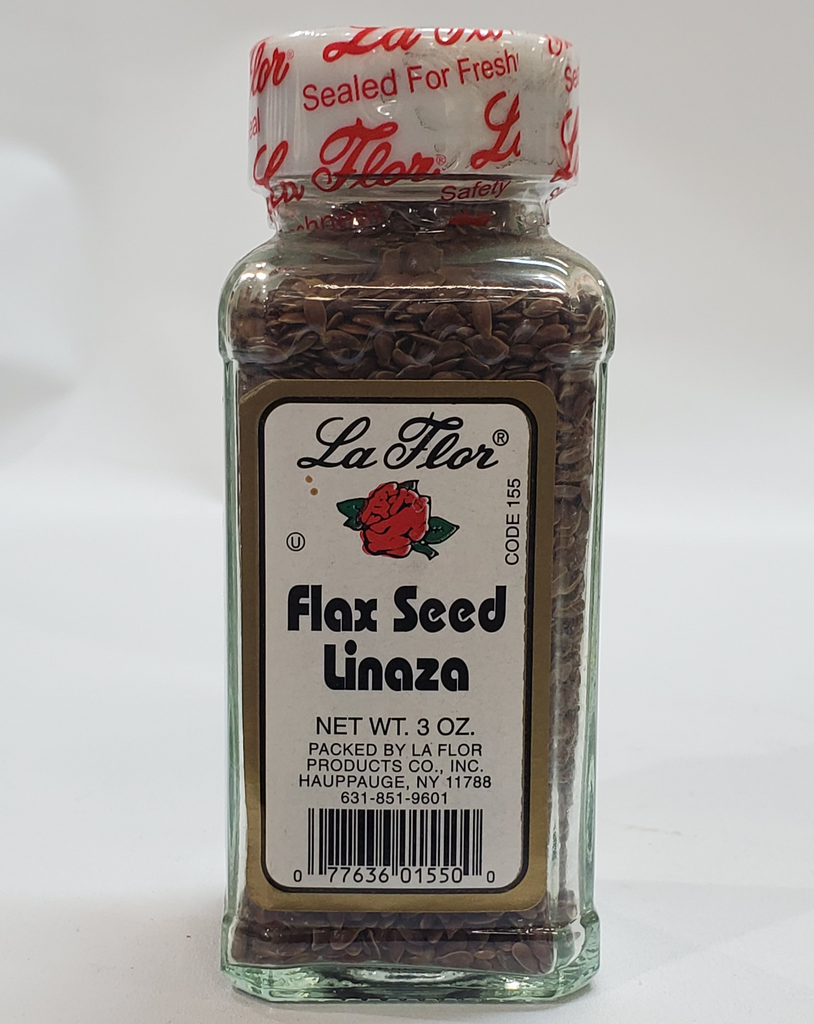 La Flor
Sealed For
La Flor®
Safety
La Flor®
CODE 155
U
Flax Seed
Linaza
NET WT. 3 OZ.
PACKED BY LA FLOR
PRODUCTS CO., INC.
HAUPPAUGE, NY 11788
631-851-9601
0 77636 01550 0